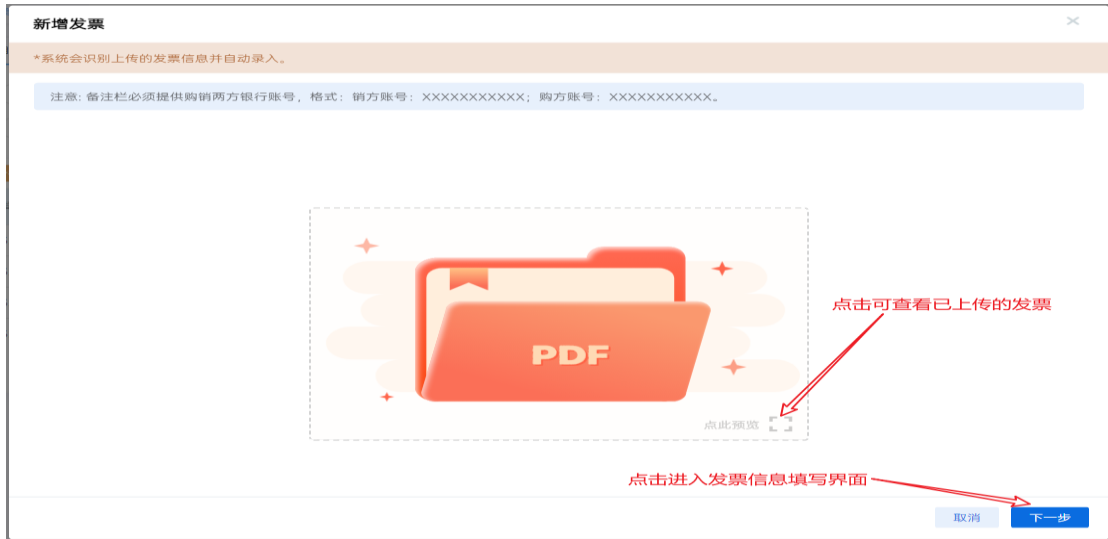 新增发票
*系统会识别上传的发票信息并自动录入。
注意: 备注栏必须提供购销两方银行账号，格式：销方账号：XXXXXXXXXXX；购方账号：XXXXXXXXXXX。
点击可查看已上传的发票
PDF
点此预览
点击进入发票信息填写界面
取消
下一步